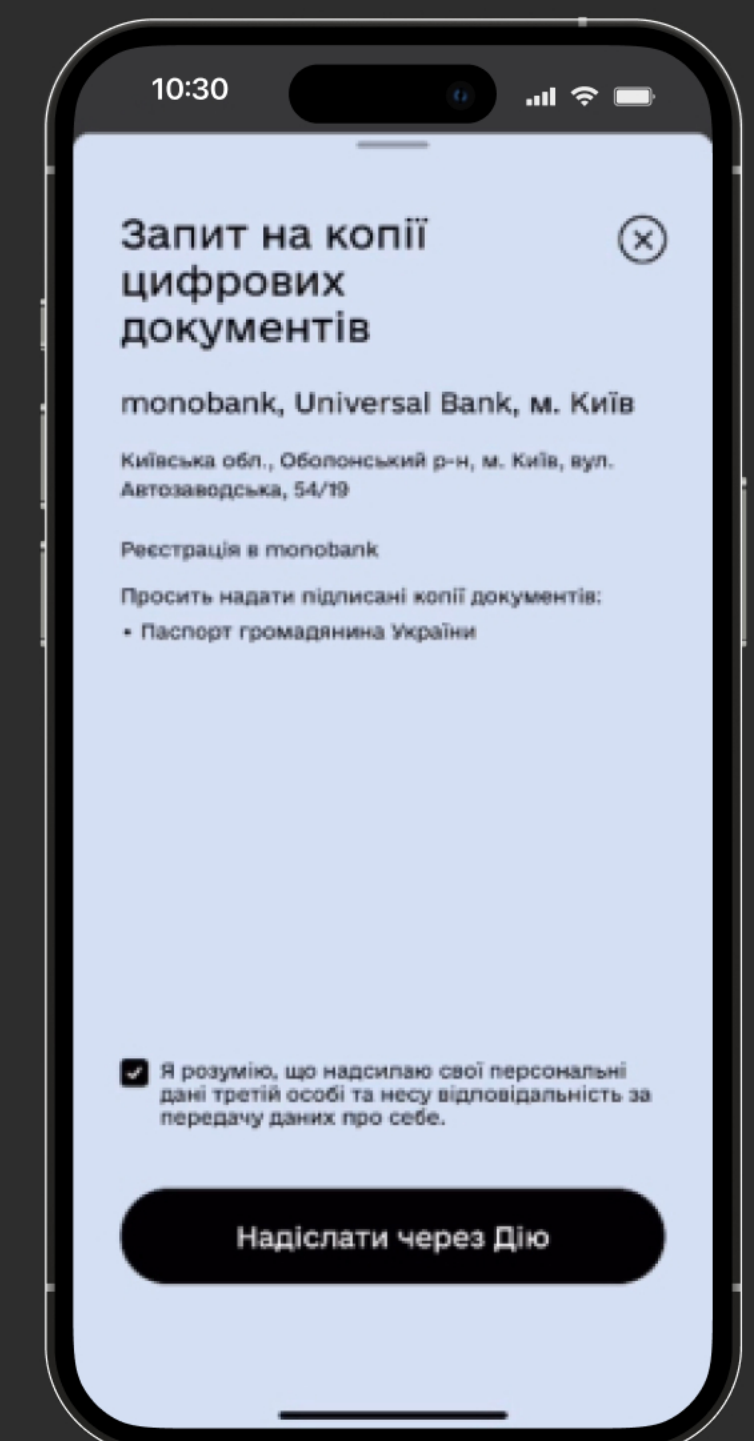 10:30
Запит на копії
цифрових
документів
monobank, Universal Bank, м. Київ
Київська обл., Оболонський р-н, м. Київ, вул.
Автозаводська, 54/19
Реєстрація в monobank
Просить надати підписані копії документів:
• Паспорт громадянина України
Я розумію, що надсилаю свої персональні
дані третій особі та несу відповідальність за
передачу даних про себе.
Надіслати через Дію